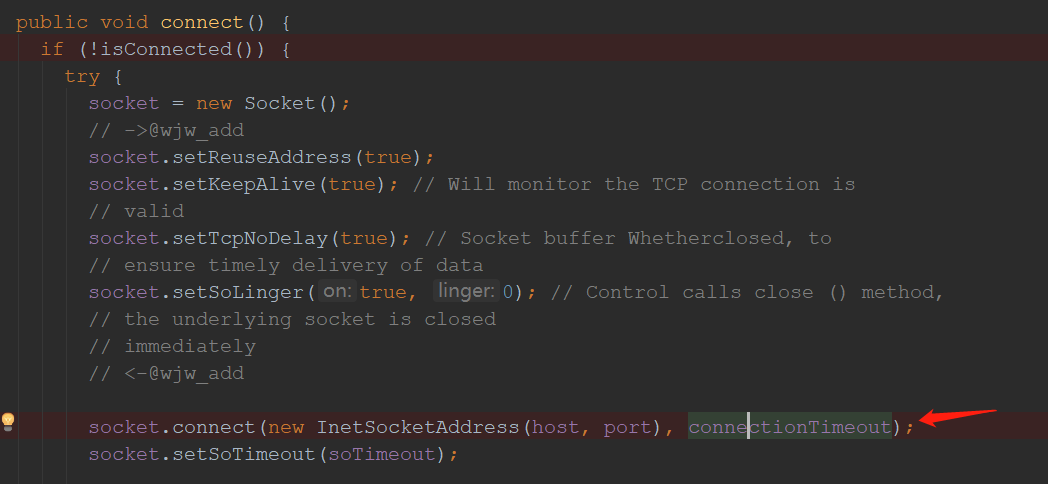 public void connect() {
if (!isConnected()) {
try {
socket = new Socket();
// ->@wjw_add
socket.setReuseAddress(true);
socket.setKeepAlive(true); // Will monitor the TCP connection is
// valid
socket.setTcpNoDelay(true); // Socket buffer Whetherclosed, to
// ensure timely delivery of data
socket.setSoLinger( on: true, linger: 0); // Control calls close () method,
// the underlying socket is closed
// immediately
// <-@wjw_add
socket.connect(new InetSocketAddress(host, port), connectionTimeout);
socket.setSoTimeout(soTimeout);